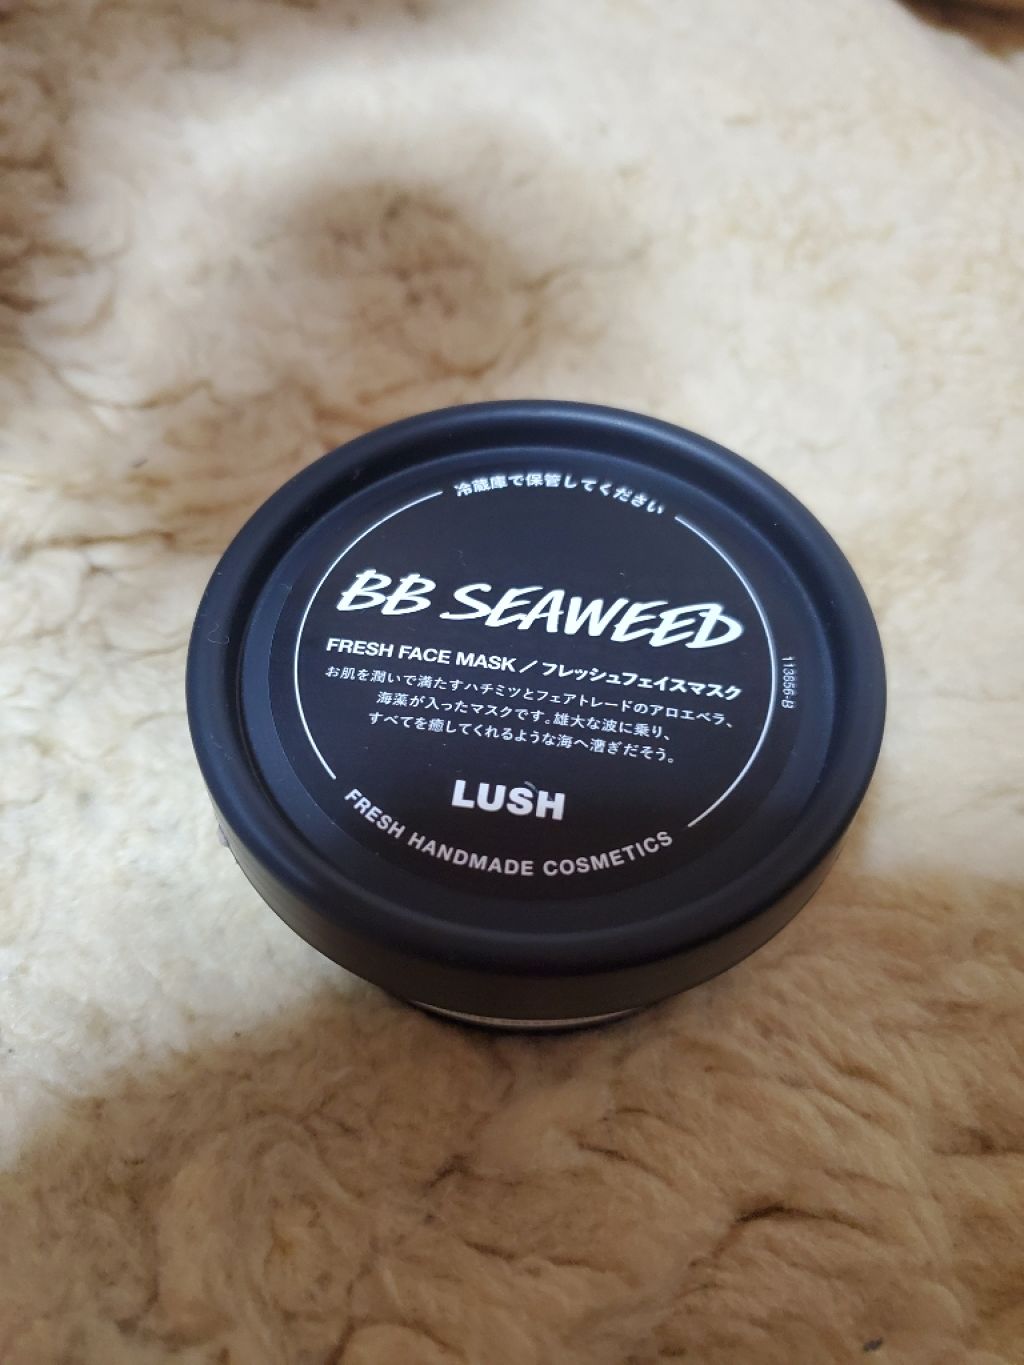 冷蔵庫で保管してください
BB SEAWEED
FRESH FACE MASK / フレッシュフェイスマスク
お肌を潤いで満たすハチミツとフェアトレードのアロエベラ、
海藻が入ったマスクです。雄大な波に乗り、
すべてを癒してくれるような海へ漕ぎだそう。
LUSH
FRESH HANDMADE COSMETICS
113856-B